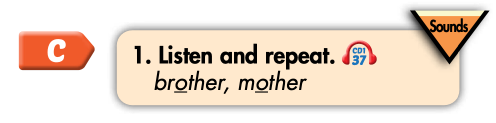 Sounds
C
1. Listen and repeat. CD1 37
brother, mother